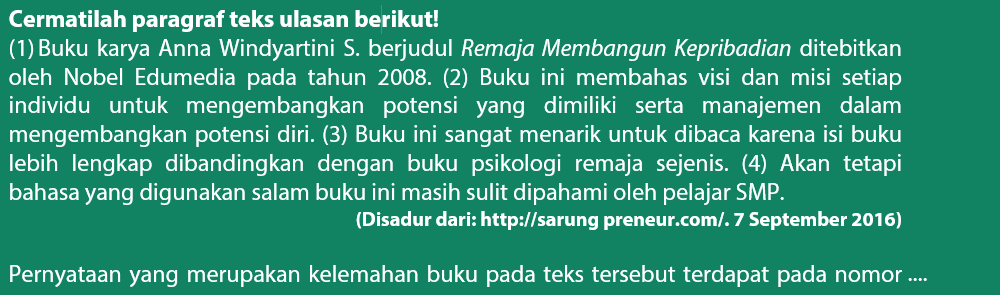 Cermatilah paragraf teks ulasan berikut!
(1) Buku karya Anna Windyartini S. berjudul Remaja Membangun Kepribadian ditebitkan
oleh Nobel Edumedia pada tahun 2008. (2) Buku ini membahas visi dan misi setiap
individu untuk mengembangkan potensi yang dimiliki serta manajemen dalam
mengembangkan potensi diri. (3) Buku ini sangat menarik untuk dibaca karena isi buku
lebih lengkap dibandingkan dengan buku psikologi remaja sejenis. (4) Akan tetapi
bahasa yang digunakan salam buku ini masih sulit dipahami oleh pelajar SMP.
(Disadur dari: http://sarung preneur.com/. 7 September 2016)
Pernyataan yang merupakan kelemahan buku pada teks tersebut terdapat pada nomor ....